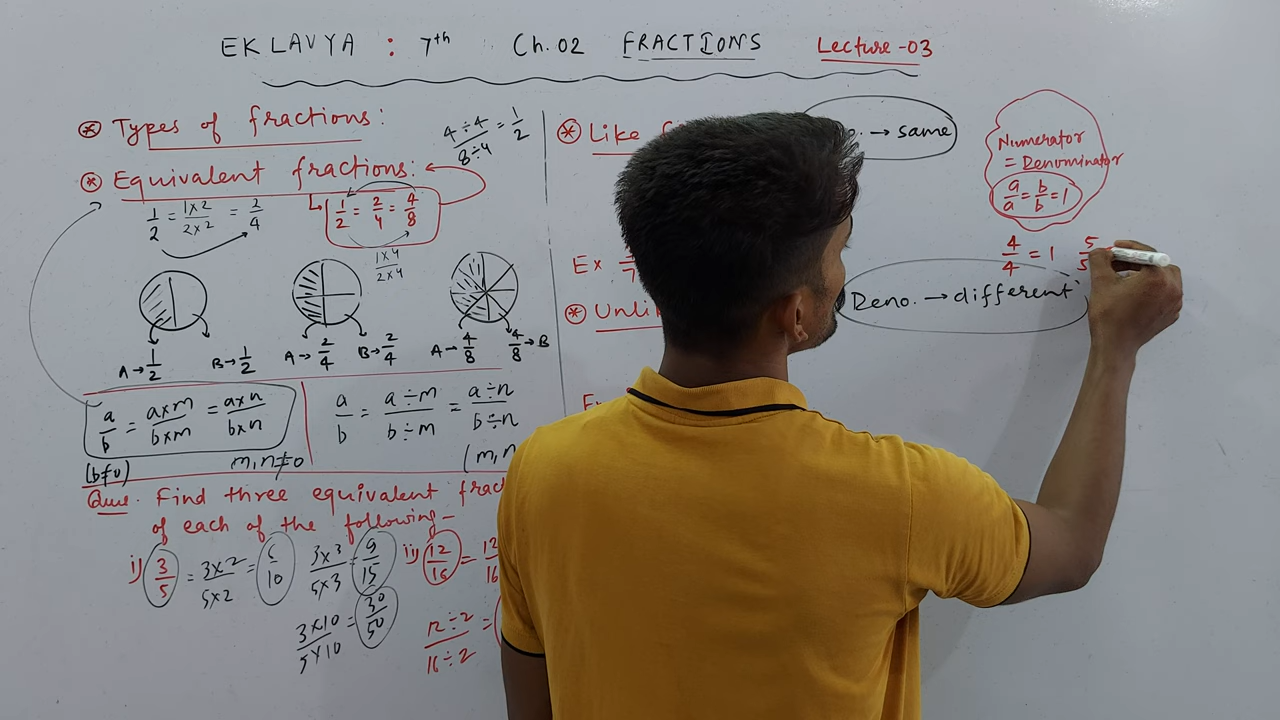 EKLAVYA : 7th Ch. 02 FRACTIONS Lecture-03
⊛ Types of fractions:
⊛ Equivalent fractions:
4÷4/8÷4 = 1/2
1/2 = 1×2/2×2 = 2/4
1/2 = 2/4 = 4/8
1×4/2×4
A→1/2 B→1/2 A→2/4 B→2/4 A→4/8 4/8→B
a/b = a×m/b×m = a×n/b×n
(b≠0) m,n≠0
a/b = a÷m/b÷m = a÷n/b÷n
(m,n
Que. Find three equivalent frac
of each of the following–
i) 3/5 = 3×2/5×2 = 6/10 3×3/5×3 = 9/15
3×10/5×10 = 30/50
ii) 12/16 = 12/16
12÷2/16÷2 =
⊛ Like
→ same
Ex
⊛ Unli
Deno. → different
Numerator
= Denominator
a/a = b/b = 1
4/4 = 1 5/5